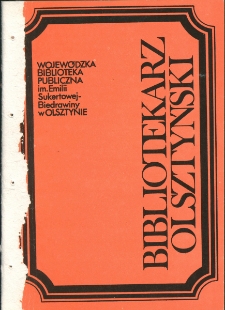 WOJEWÓDZKA
BIBLIOTEKA
PUBLICZNA
im. Emilii
Sukertowej-
Biedrawiny
w OLSZTYNIE
BIBLIOTEKARZ
OLSZTYŃSKI